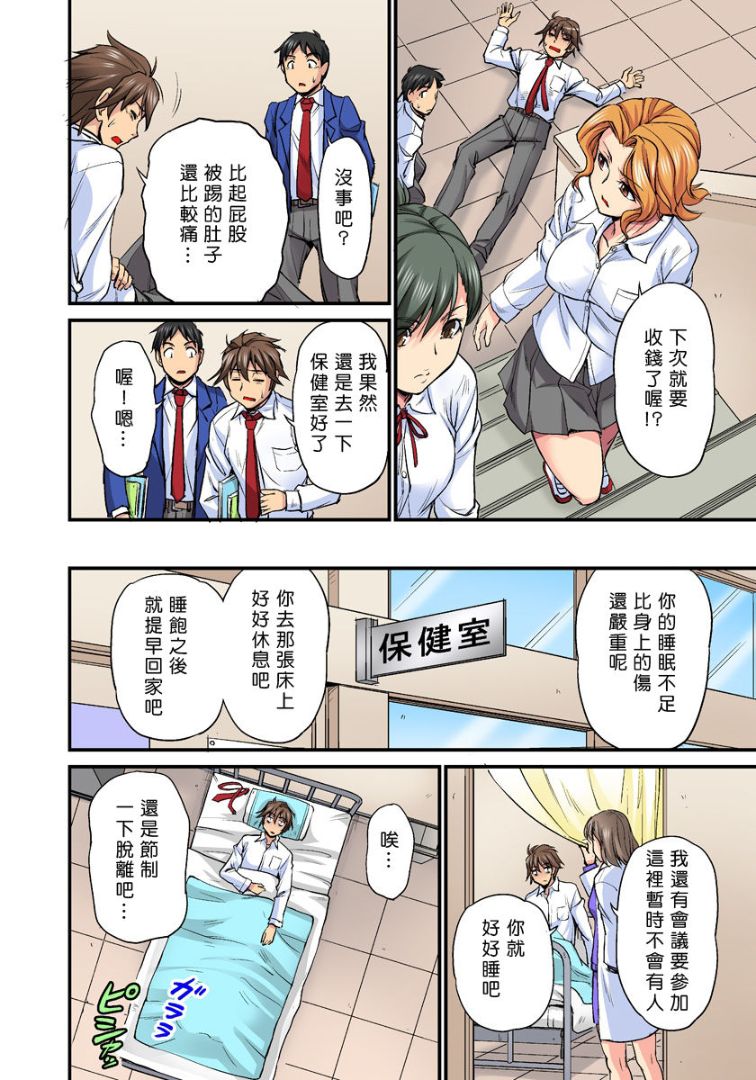 下次就要
收錢了喔!?
沒事吧?
比起屁股
被踢的肚子
還比較痛…
我果然
還是去一下
保健室好了
喔!嗯…
你的睡眠不足
比身上的傷
還嚴重呢
保健室
你去那張床上
好好休息吧
睡飽之後
就提早回家吧
我還有會議要參加
這裡暫時不會有人
你就
好好睡吧
唉…
還是節制
一下脫離吧…
ガララ
ピシャッ